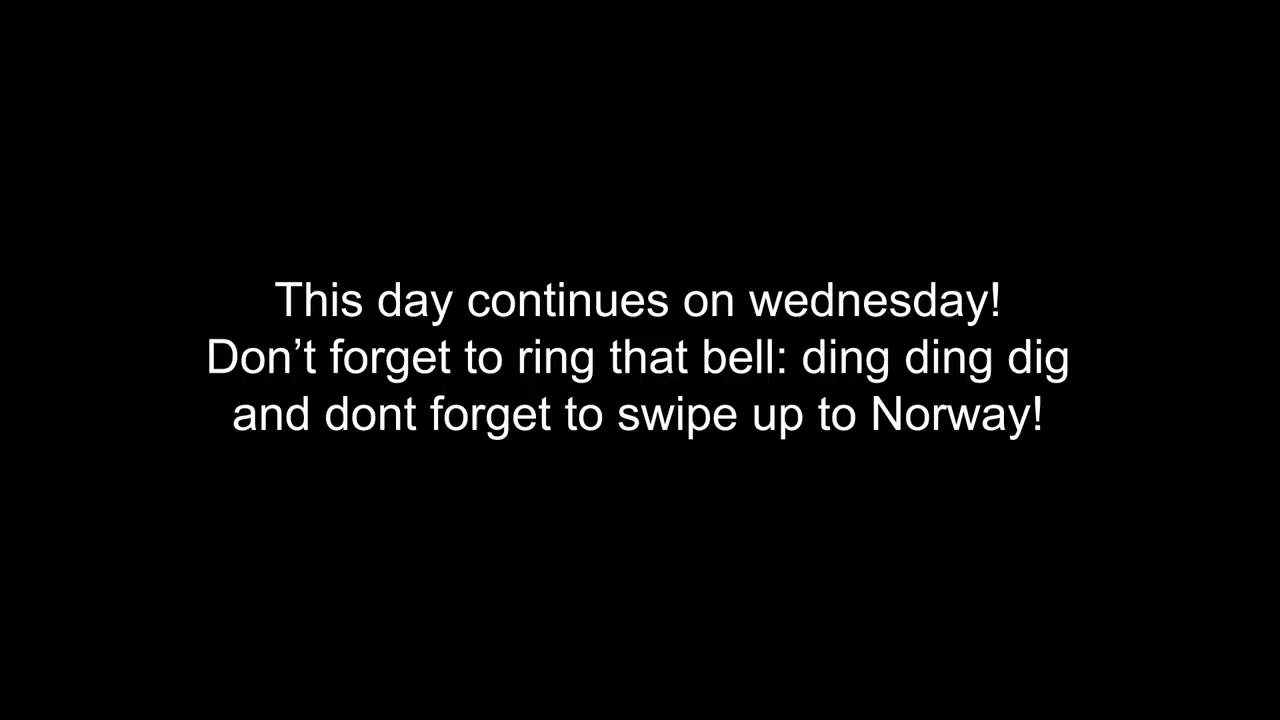 This day continues on wednesday!
Don’t forget to ring that bell: ding ding dig
and dont forget to swipe up to Norway!